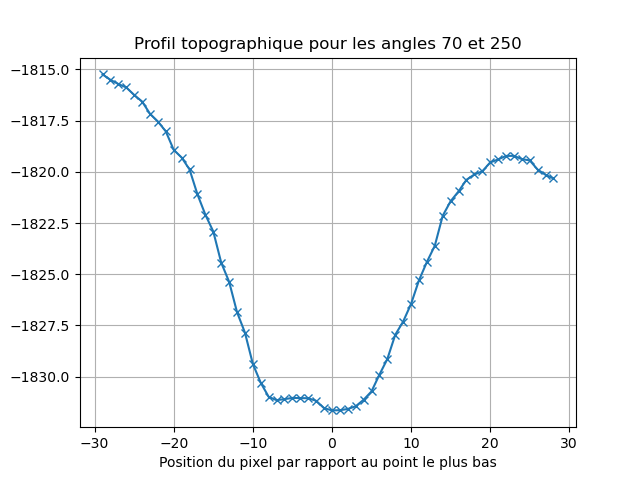 Profil topographique pour les angles 70 et 250
−1815.0
−1817.5
−1820.0
−1822.5
−1825.0
−1827.5
−1830.0
−30 −20 −10 0 10 20 30
Position du pixel par rapport au point le plus bas